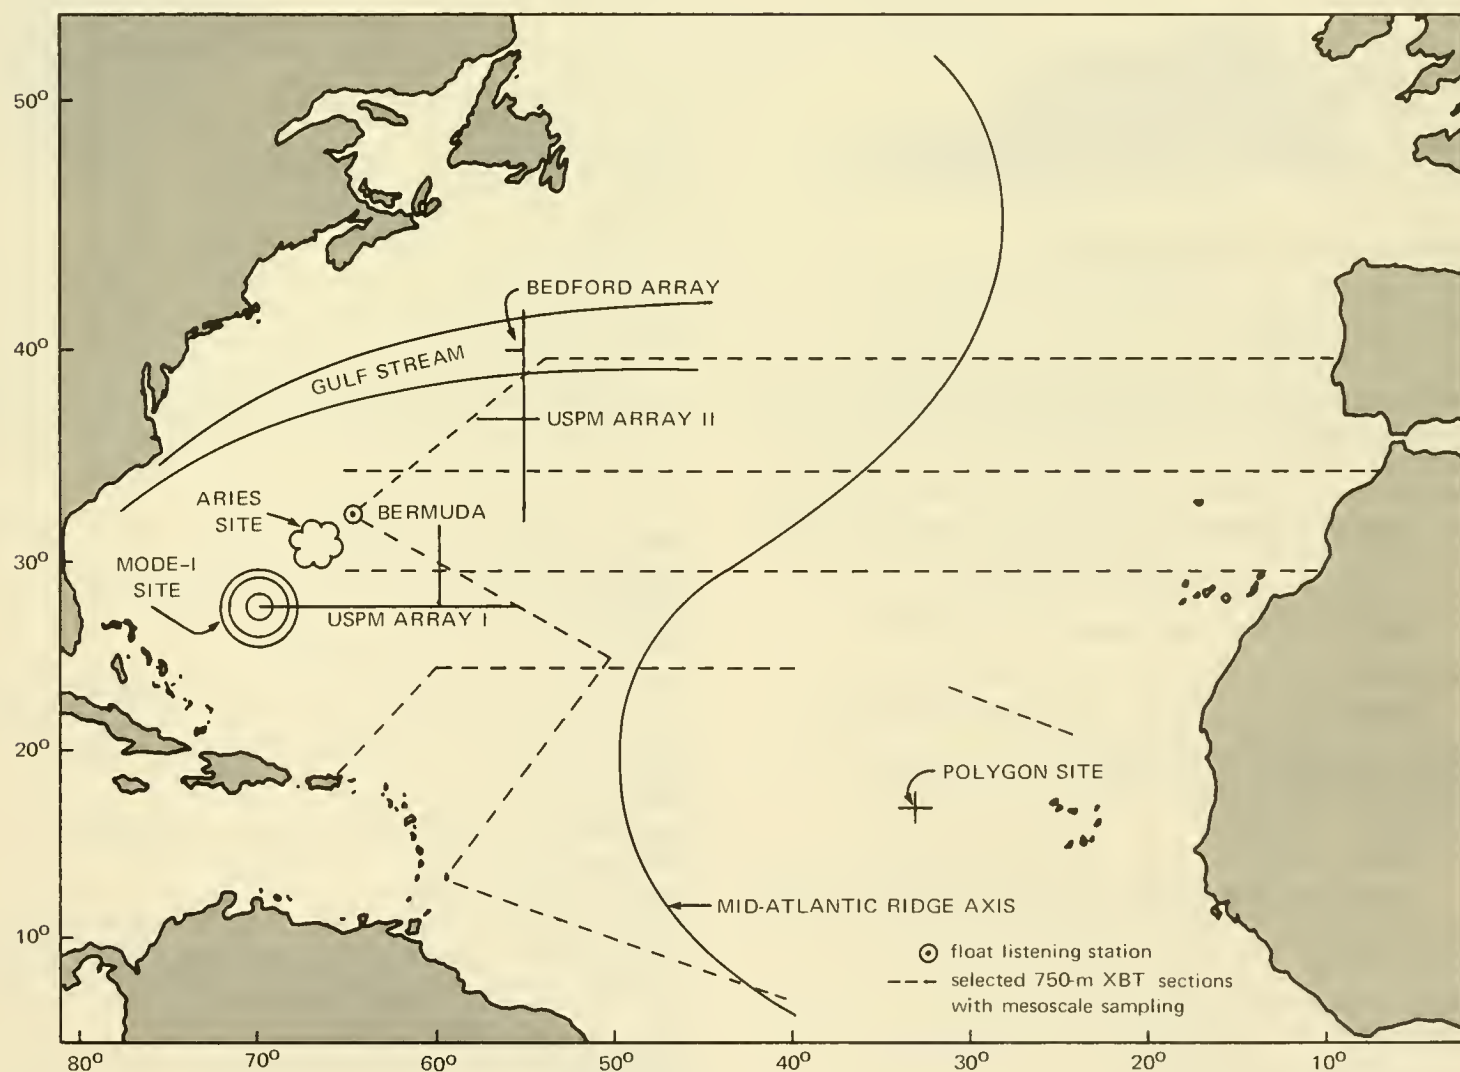 50°
40°
30°
20°
10°
BEDFORD ARRAY
GULF STREAM
USPM ARRAY II
ARIES
SITE
BERMUDA
MODE-I
SITE
USPM ARRAY I
POLYGON SITE
MID-ATLANTIC RIDGE AXIS
float listening station
selected 750-m XBT sections
with mesoscale sampling
80°
70°
60°
50°
40°
30°
20°
10°